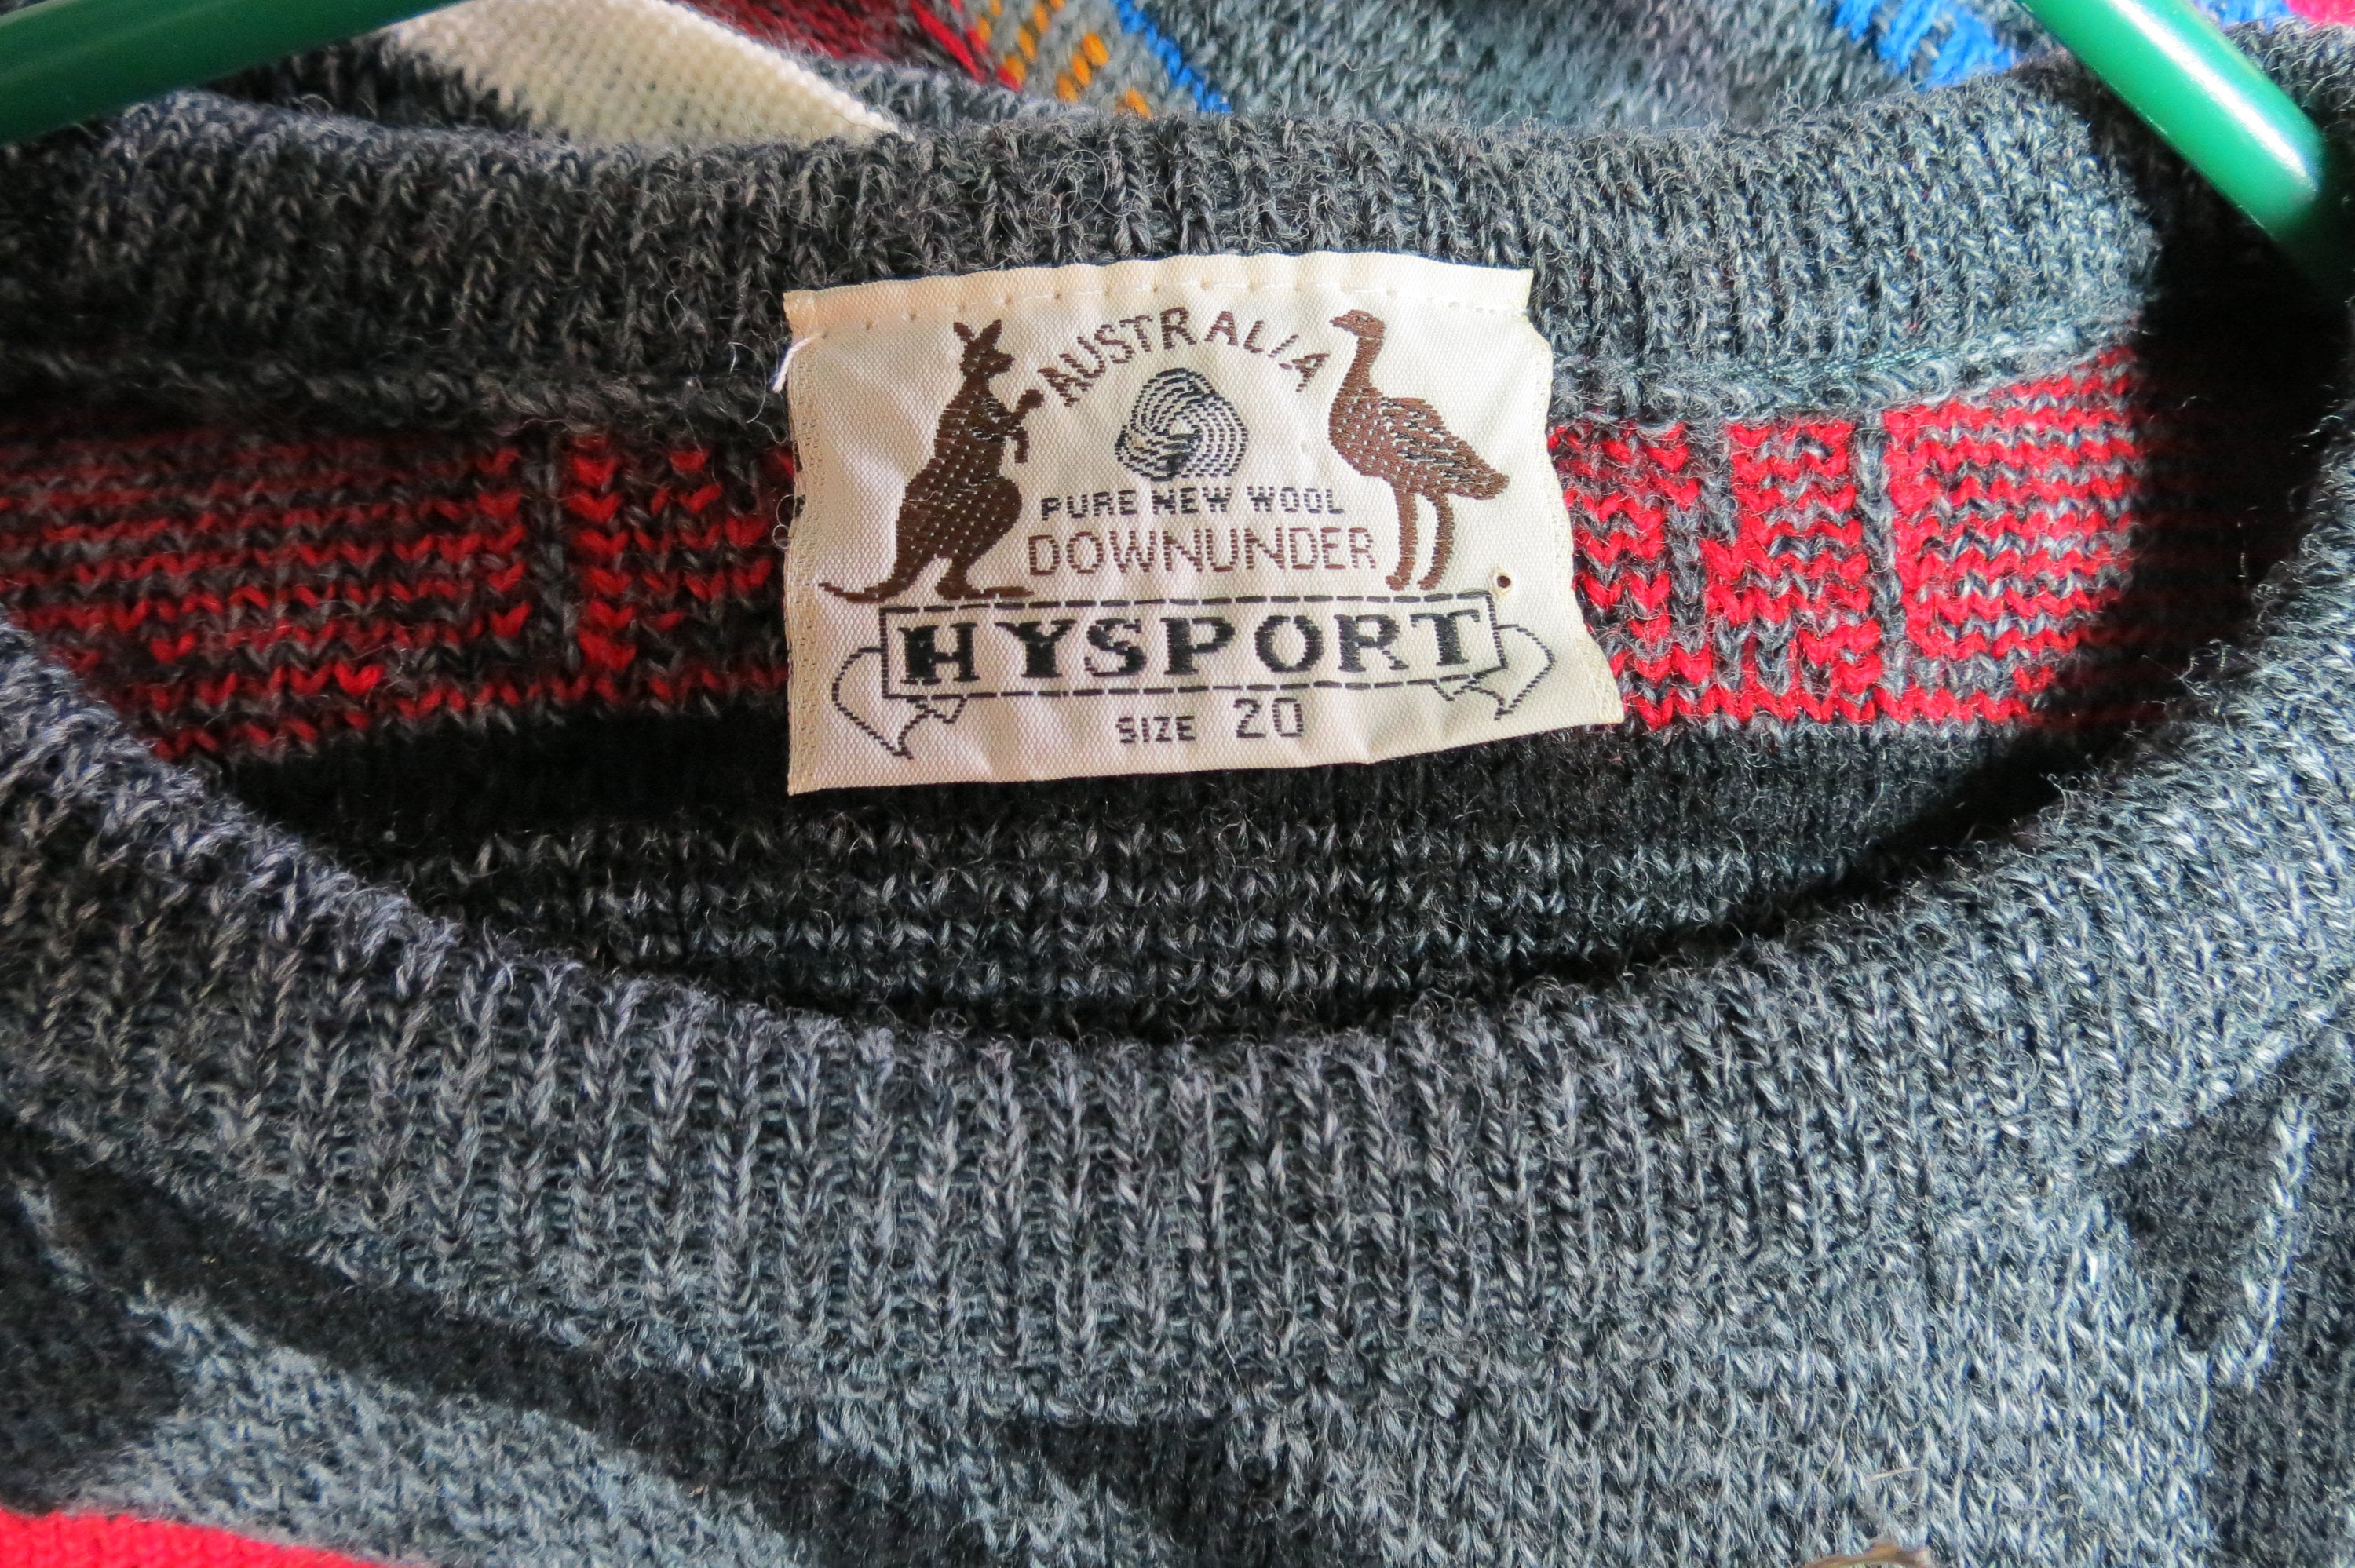 AUSTRALIA
PURE NEW WOOL
DOWNUNDER
HYSPORT
SIZE 20